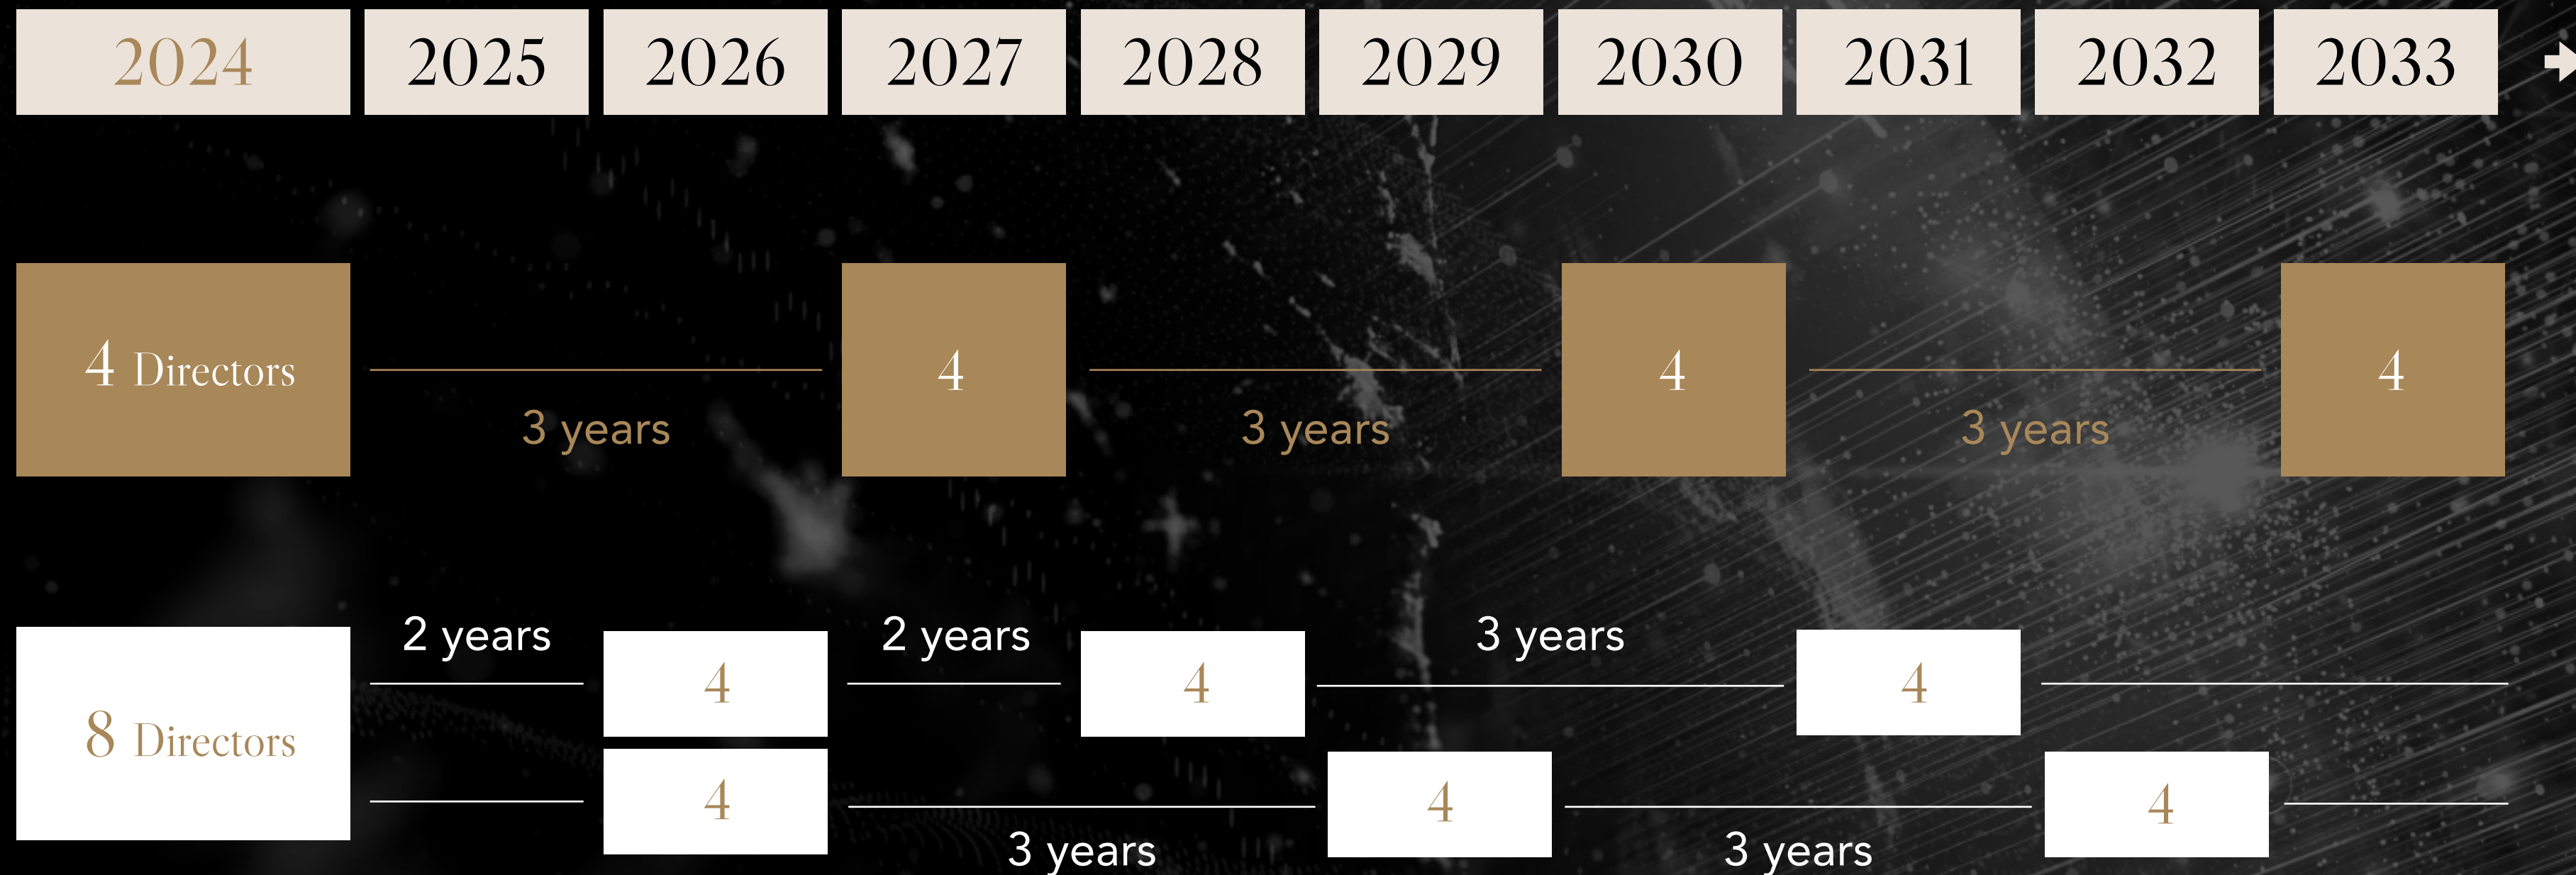 2024 2025 2026 2027 2028 2029 2030 2031 2032 2033
4 Directors 4 4 4
3 years 3 years 3 years
2 years 2 years 3 years
4 4 4
8 Directors
4 4 4
3 years 3 years